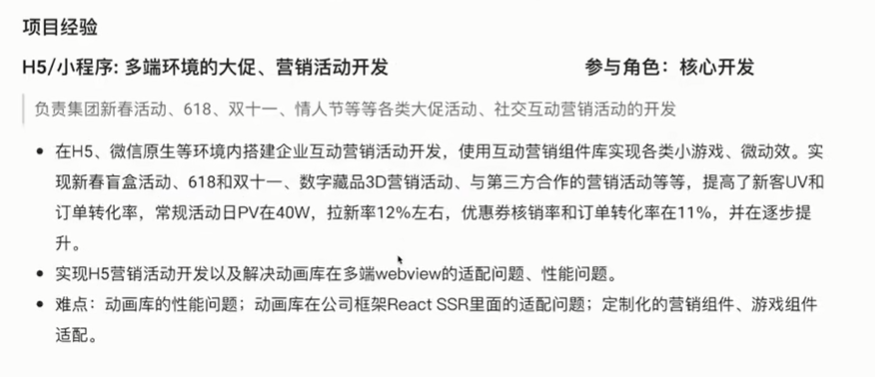 项目经验
H5/小程序: 多端环境的大促、营销活动开发 参与角色：核心开发
负责集团新春活动、618、双十一、情人节等等各类大促活动、社交互动营销活动的开发
• 在H5、微信原生等环境内搭建企业互动营销活动开发，使用互动营销组件库实现各类小游戏、微动效。实
现新春盲盒活动、618和双十一、数字藏品3D营销活动、与第三方合作的营销活动等等，提高了新客UV和
订单转化率，常规活动日PV在40W，拉新率12%左右，优惠券核销率和订单转化率在11%，并在逐步提
升。
• 实现H5营销活动开发以及解决动画库在多端webview的适配问题、性能问题。
• 难点：动画库的性能问题；动画库在公司框架React SSR里面的适配问题；定制化的营销组件、游戏组件
适配。